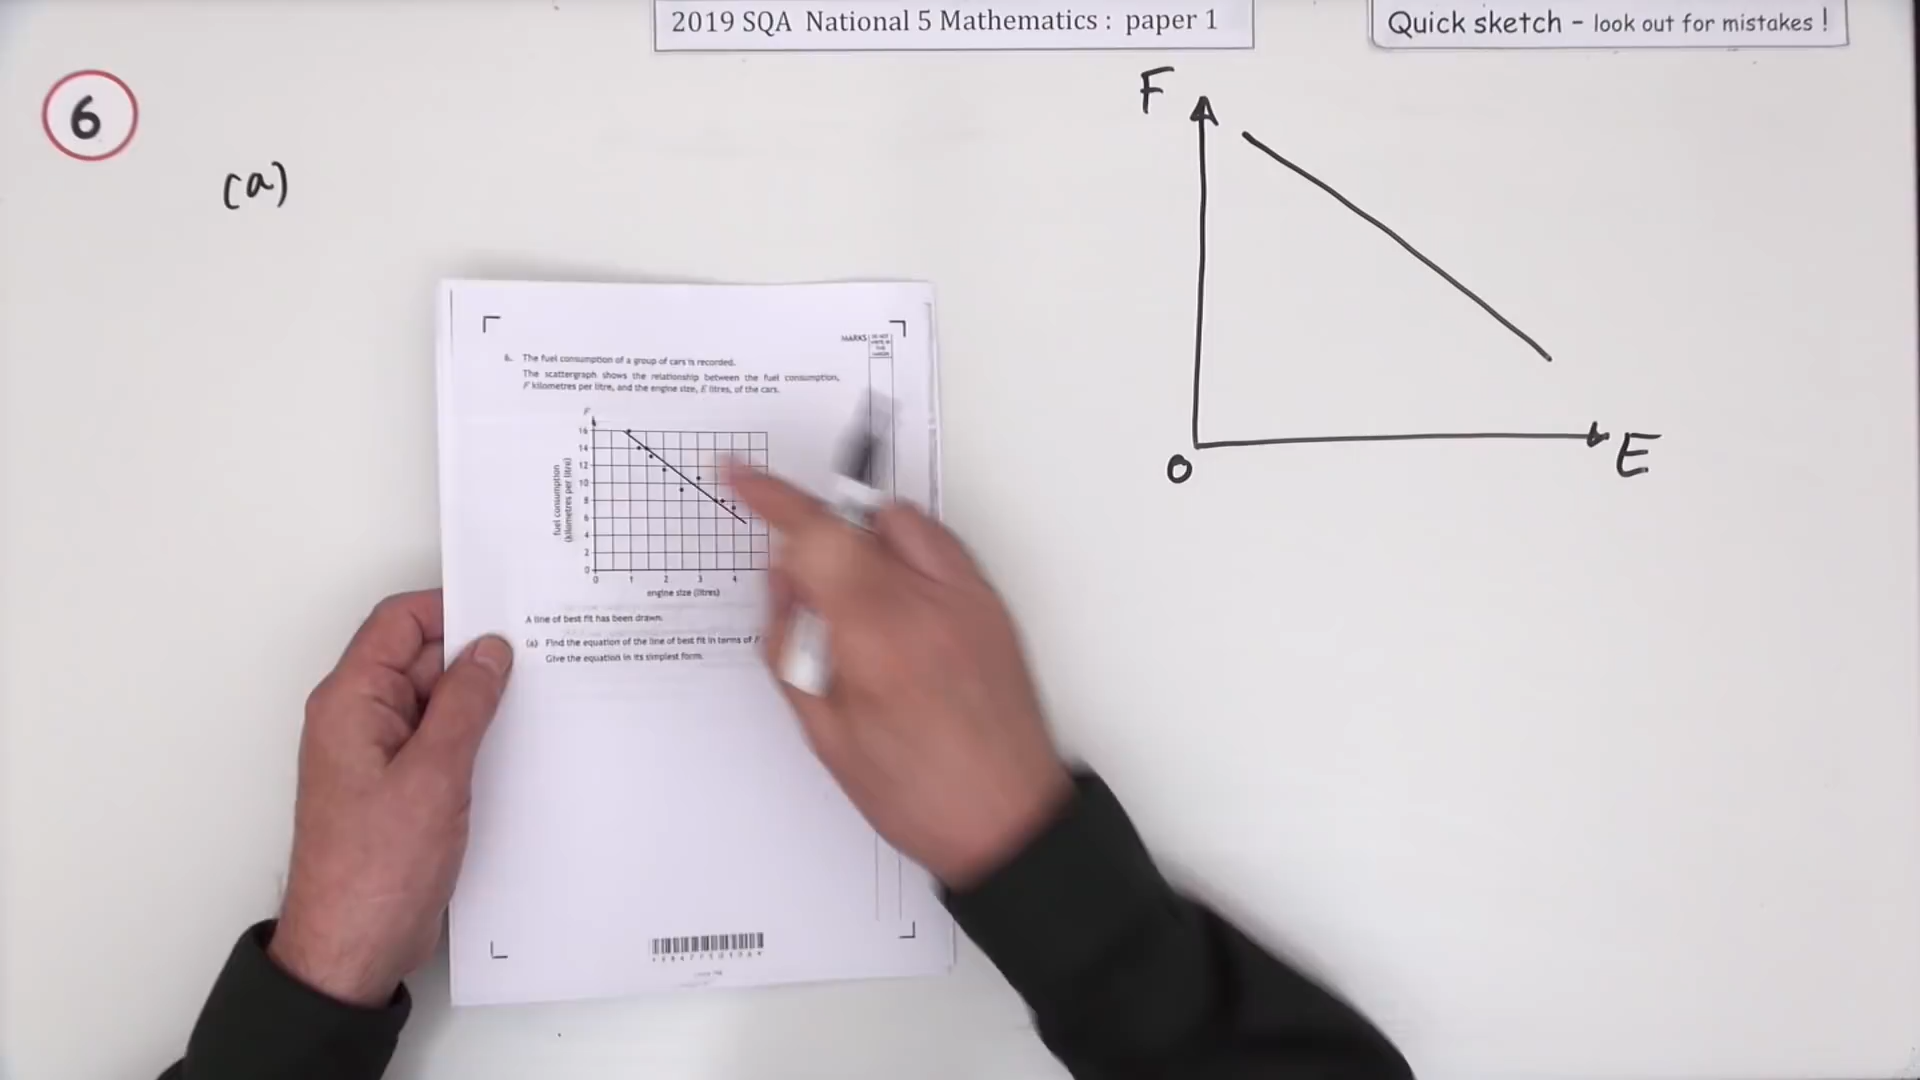 2019 SQA National 5 Mathematics : paper 1
Quick sketch - look out for mistakes !
6
(a)
F
O
E
MARKS
6. The fuel consumption of a group of cars is recorded.
The scattergraph shows the relationship between the fuel consumption,
F kilometres per litre, and the engine size, E litres, of the cars.
F
fuel consumption
(kilometres per litre)
16
14
12
10
8
6
4
2
0
0 1 2 3 4
engine size (litres)
A line of best fit has been drawn.
(a) Find the equation of the line of best fit in terms of F
Give the equation in its simplest form.